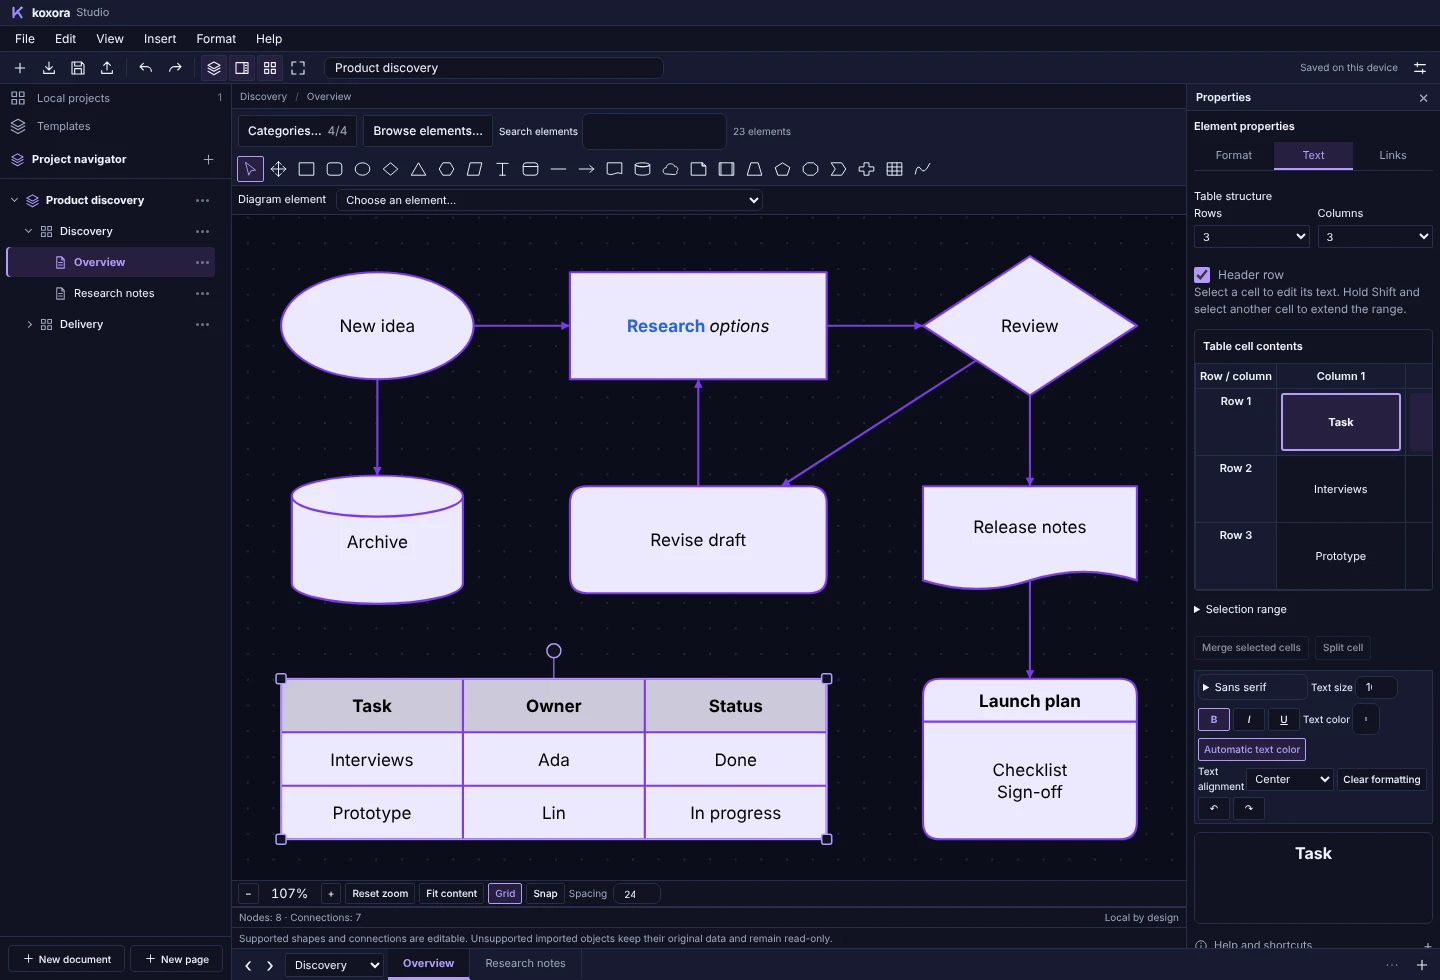 koxora Studio
File Edit View Insert Format Help
Product discovery
Saved on this device
Local projects 1
Templates
Project navigator
Product discovery
Discovery
Overview
Research notes
Delivery
New document
New page
Discovery / Overview
Categories... 4/4 Browse elements... Search elements 23 elements
Diagram element Choose an element...
New idea
Research options
Review
Archive
Revise draft
Release notes
Task Owner Status
Interviews Ada Done
Prototype Lin In progress
Launch plan
Checklist
Sign-off
107% Reset zoom Fit content Grid Snap Spacing 24
Nodes: 8 · Connections: 7
Local by design
Supported shapes and connections are editable. Unsupported imported objects keep their original data and remain read-only.
Discovery Overview Research notes
Properties
Element properties
Format Text Links
Table structure
Rows Columns
3 3
Header row
Select a cell to edit its text. Hold Shift and
select another cell to extend the range.
Table cell contents
Row / column Column 1
Row 1 Task
Row 2 Interviews
Row 3 Prototype
Selection range
Merge selected cells Split cell
Sans serif Text size
B I U Text color
Automatic text color
Text
alignment Center Clear formatting
Task
Help and shortcuts